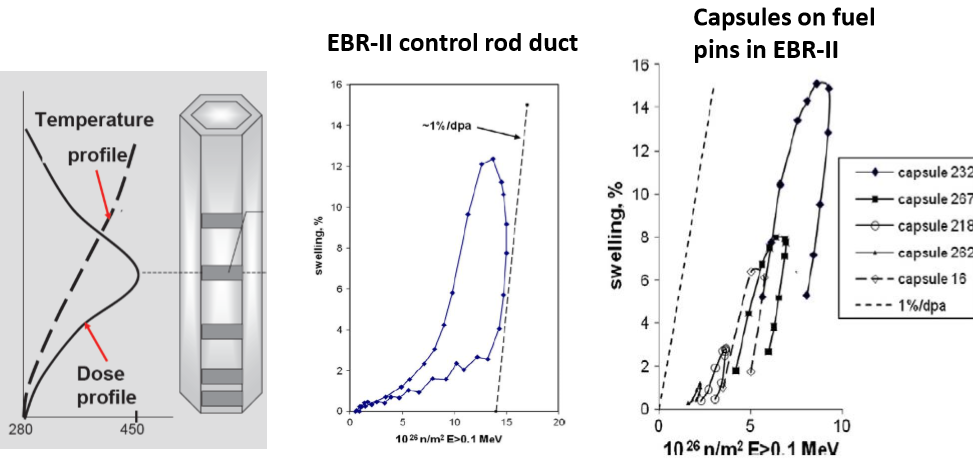 Temperature
profile
Dose
profile
280
450
EBR-II control rod duct
16
14
12
10
8
6
4
2
0
swelling, %
~1%/dpa
0
5
10
15
20
10 26 n/m2 E>0.1 MeV
Capsules on fuel
pins in EBR-II
16
14
12
10
8
6
4
2
0
swelling, %
0
5
10
10 26 n/m2 E>0.1 MeV
capsule 232
capsule 267
capsule 218
capsule 262
capsule 16
1%/dpa